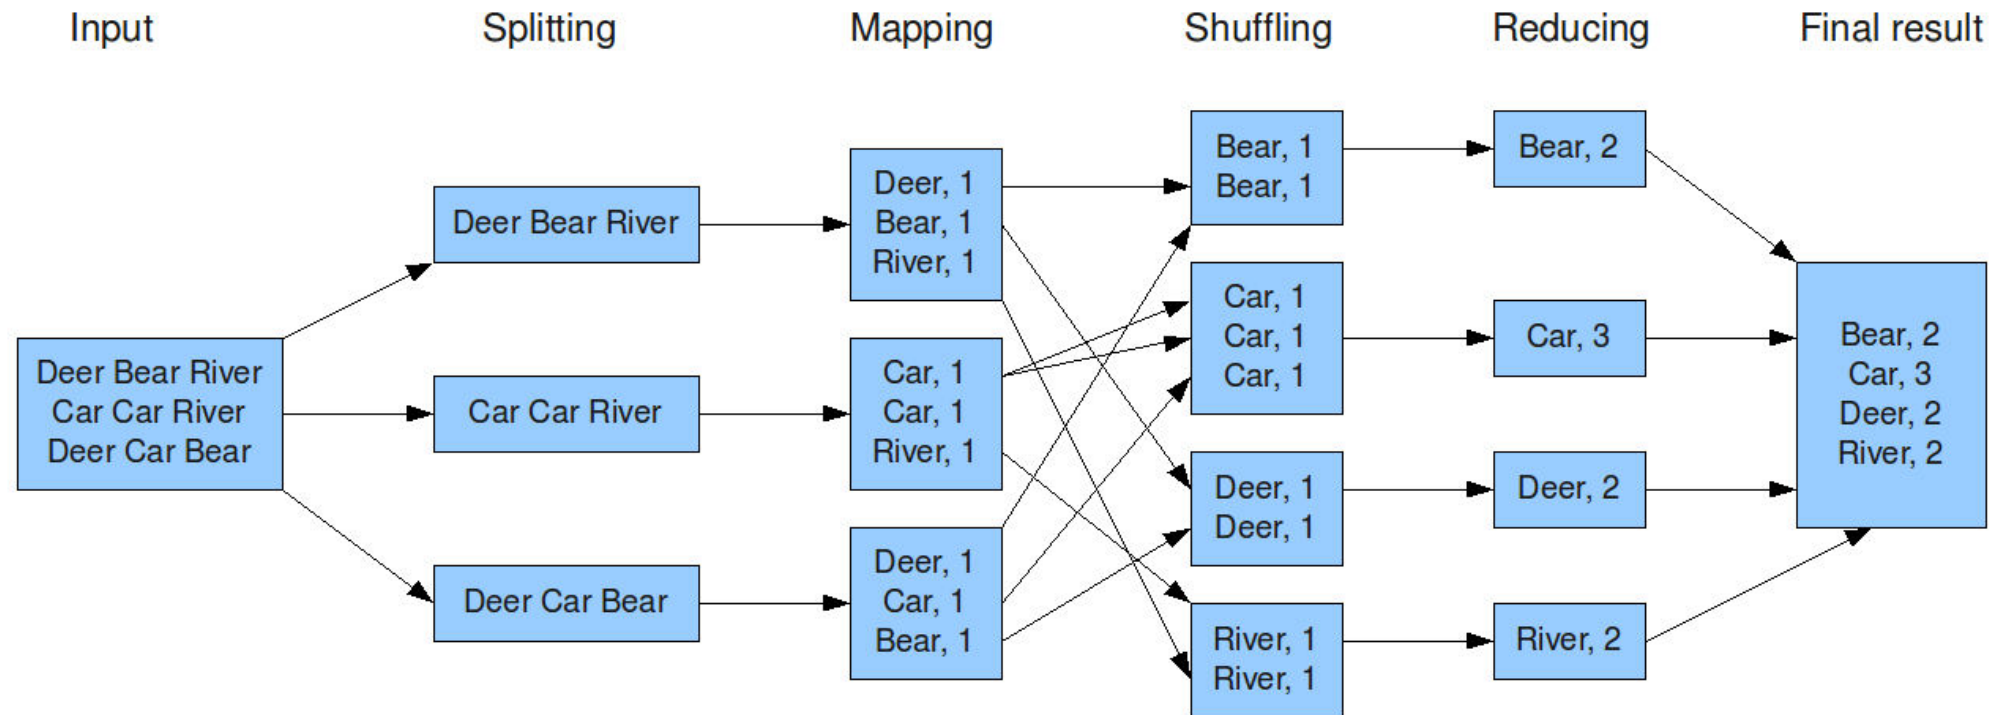 Input
Splitting
Mapping
Shuffling
Reducing
Final result
Deer Bear River
Car Car River
Deer Car Bear
Deer Bear River
Car Car River
Deer Car Bear
Deer, 1
Bear, 1
River, 1
Car, 1
Car, 1
River, 1
Deer, 1
Car, 1
Bear, 1
Bear, 1
Bear, 1
Car, 1
Car, 1
Car, 1
Deer, 1
Deer, 1
River, 1
River, 1
Bear, 2
Car, 3
Deer, 2
River, 2
Bear, 2
Car, 3
Deer, 2
River, 2